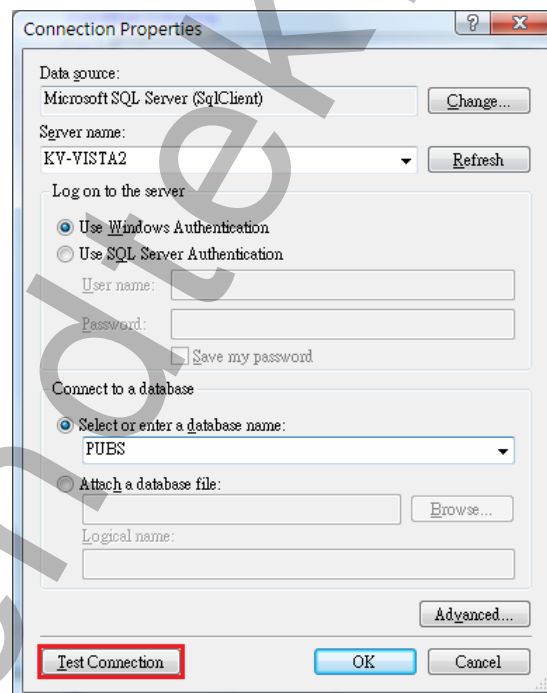 Connection Properties
Data source:
Microsoft SQL Server (SqlClient)
Change...
Server name:
KV-VISTA2
Refresh
Log on to the server
Use Windows Authentication
Use SQL Server Authentication
User name:
Password:
Save my password
Connect to a database
Select or enter a database name:
PUBS
Attach a database file:
Browse...
Logical name:
Advanced...
Test Connection
OK
Cancel